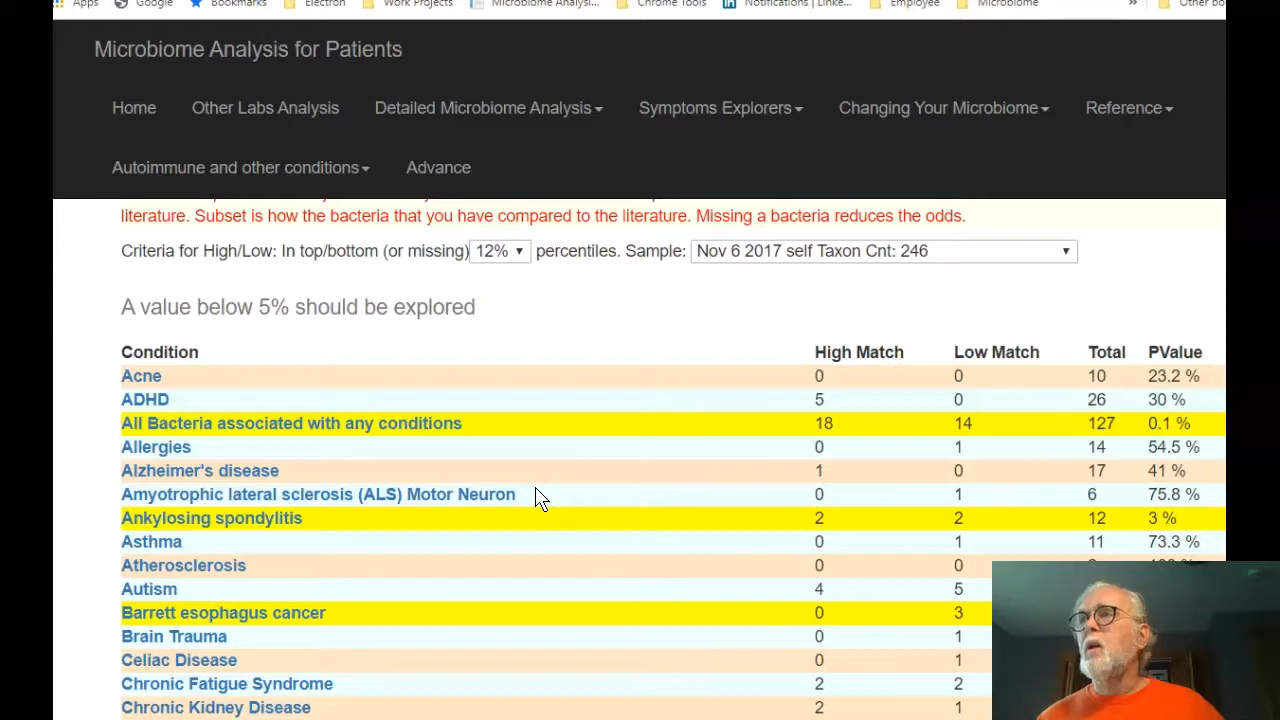 Apps Google Bookmarks Electron Work Projects Microbiome Analysi... Chrome Tools Notifications | Linke... Employee Microbiome » Other bo
Microbiome Analysis for Patients
Home Other Labs Analysis Detailed Microbiome Analysis Symptoms Explorers Changing Your Microbiome Reference
Autoimmune and other conditions Advance
literature. Subset is how the bacteria that you have compared to the literature. Missing a bacteria reduces the odds.
Criteria for High/Low: In top/bottom (or missing) 12% percentiles. Sample: Nov 6 2017 self Taxon Cnt: 246
A value below 5% should be explored
Condition High Match Low Match Total PValue
Acne 0 0 10 23.2 %
ADHD 5 0 26 30 %
All Bacteria associated with any conditions 18 14 127 0.1 %
Allergies 0 1 14 54.5 %
Alzheimer's disease 1 0 17 41 %
Amyotrophic lateral sclerosis (ALS) Motor Neuron 0 1 6 75.8 %
Ankylosing spondylitis 2 2 12 3 %
Asthma 0 1 11 73.3 %
Atherosclerosis 0 0
Autism 4 5
Barrett esophagus cancer 0 3
Brain Trauma 0 1
Celiac Disease 0 1
Chronic Fatigue Syndrome 2 2
Chronic Kidney Disease 2 1